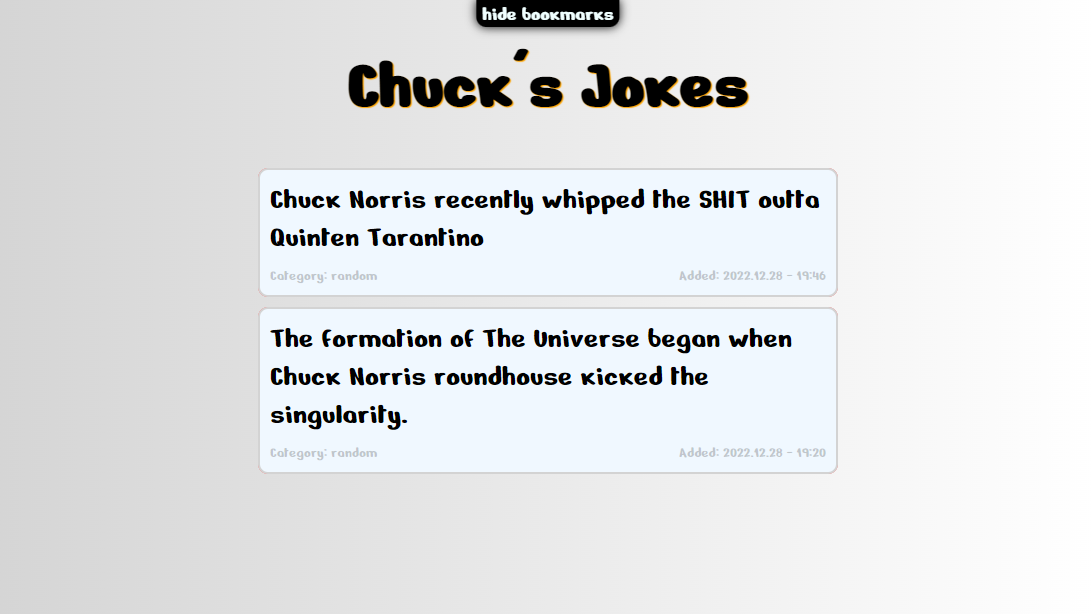 hide bookmarks
Chuck´s Jokes
Chuck Norris recently whipped the SHIT outta
Quinten Tarantino
Category: random Added: 2022.12.28 - 19:46
The formation of The Universe began when
Chuck Norris roundhouse kicked the
singularity.
Category: random Added: 2022.12.28 - 19:20